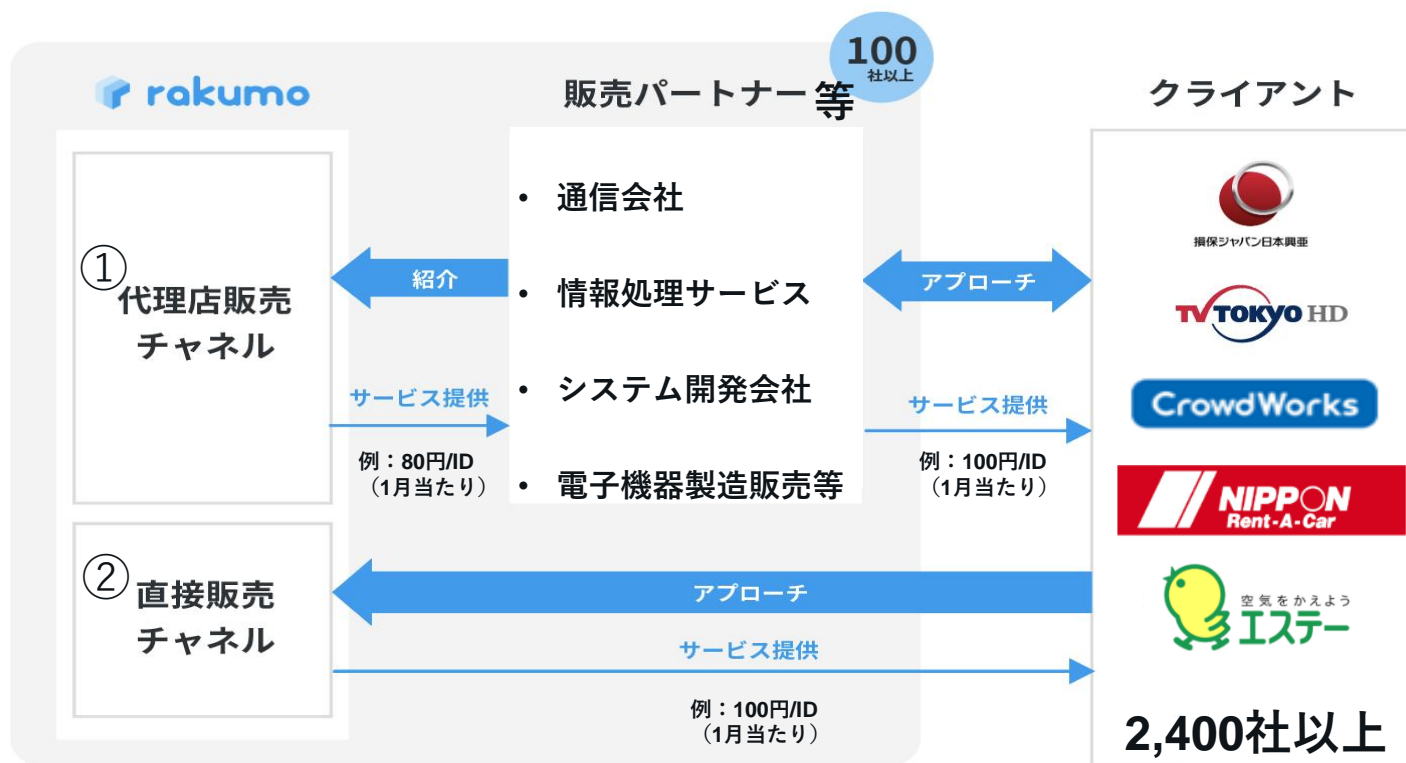 rakumo
販売パートナー等
100
社以上
クライアント
①
代理店販売
チャネル
紹介
サービス提供
例：80円/ID
（1月当たり）
• 通信会社
• 情報処理サービス
• システム開発会社
• 電子機器製造販売等
アプローチ
サービス提供
例：100円/ID
（1月当たり）
②
直接販売
チャネル
アプローチ
サービス提供
例：100円/ID
（1月当たり）
損保ジャパン日本興亜
TV TOKYO HD
CrowdWorks
NIPPON
Rent-A-Car
空気をかえよう
エステー
2,400社以上